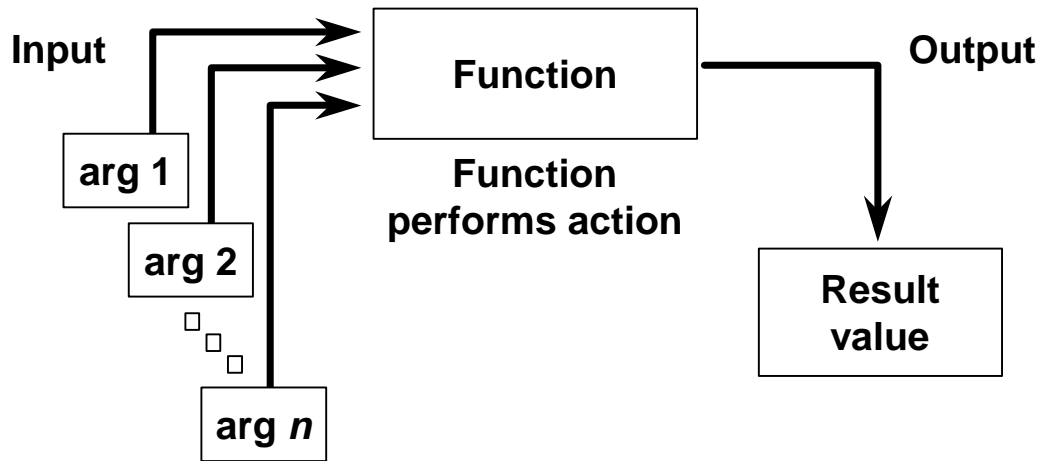 Input
Function
Output
arg 1
Function
performs action
arg 2
Result
value
arg n